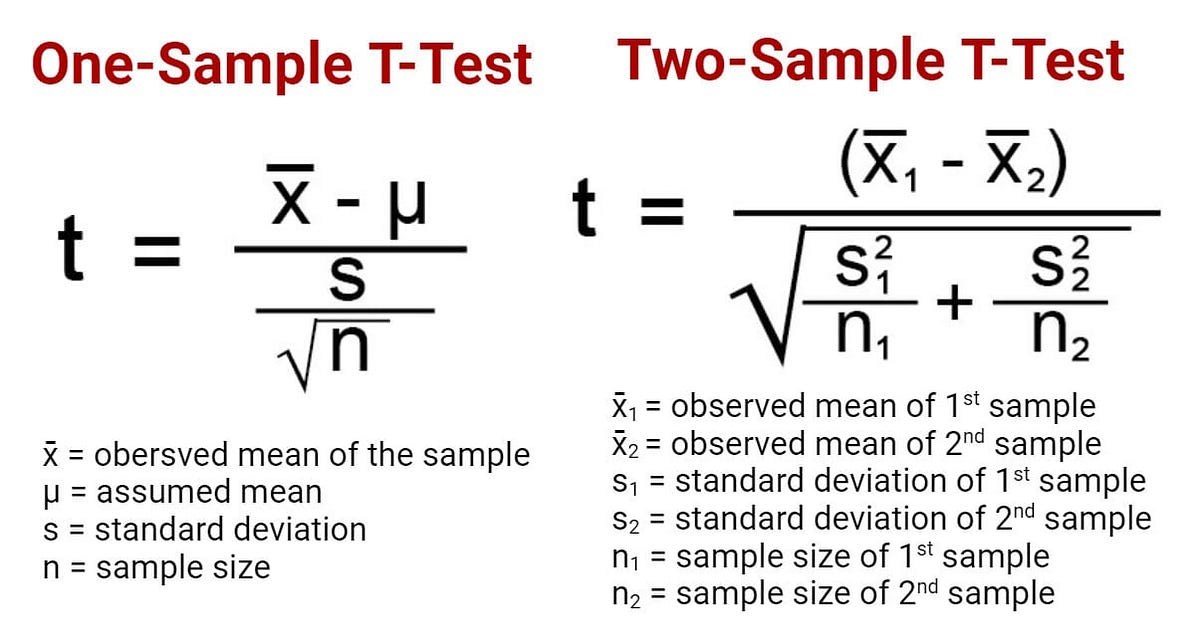 One-Sample T-Test
t = x̄ - μ
s
√n
x̄ = obersved mean of the sample
μ = assumed mean
s = standard deviation
n = sample size
Two-Sample T-Test
t = (x̄₁ - x̄₂)
√ s₁² + s₂²
n₁ n₂
x̄₁ = observed mean of 1st sample
x̄₂ = observed mean of 2nd sample
s₁ = standard deviation of 1st sample
s₂ = standard deviation of 2nd sample
n₁ = sample size of 1st sample
n₂ = sample size of 2nd sample